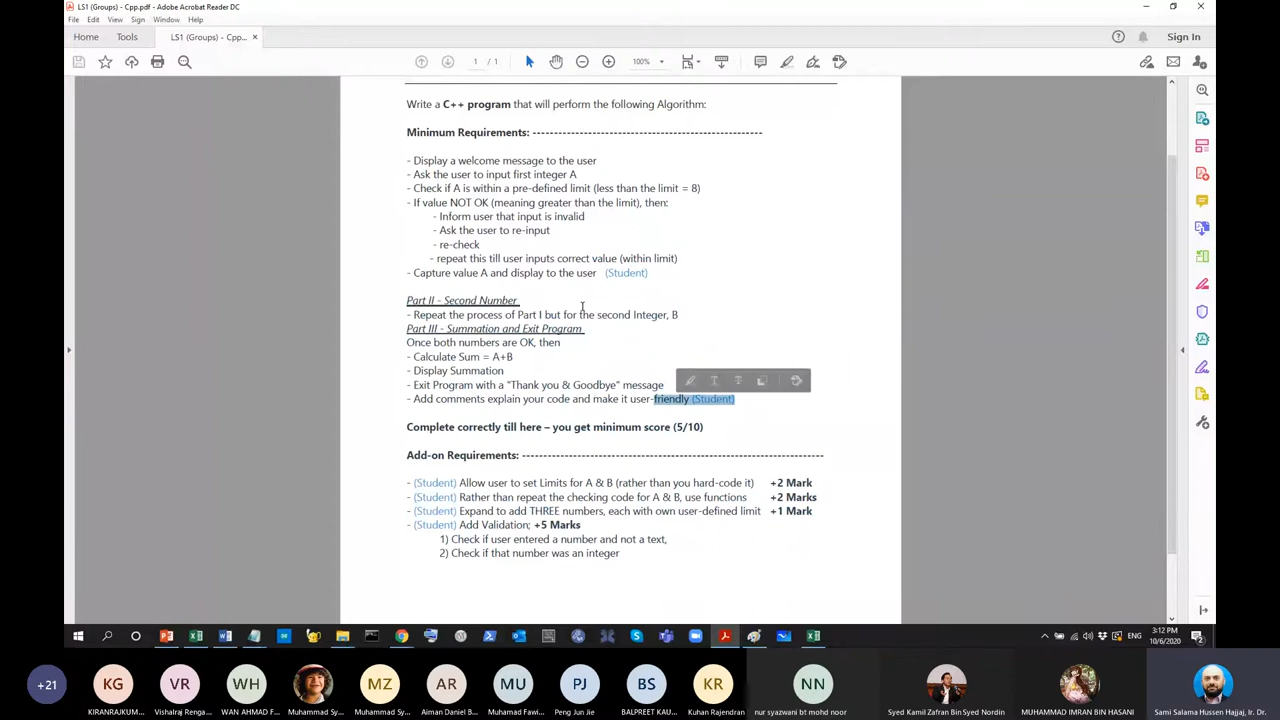 LS1 (Groups) - Cpp.pdf - Adobe Acrobat Reader DC
File Edit View Sign Window Help
Home Tools LS1 (Groups) - Cpp... × Sign In
1 / 1 100%
Write a C++ program that will perform the following Algorithm:
Minimum Requirements: -----------------------------------------------------
- Display a welcome message to the user
- Ask the user to input first integer A
- Check if A is within a pre-defined limit (less than the limit = 8)
- If value NOT OK (meaning greater than the limit), then:
- Inform user that input is invalid
- Ask the user to re-input
- re-check
- repeat this till user inputs correct value (within limit)
- Capture value A and display to the user (Student)
Part II - Second Number
- Repeat the process of Part I but for the second Integer, B
Part III - Summation and Exit Program
Once both numbers are OK, then
- Calculate Sum = A+B
- Display Summation
- Exit Program with a "Thank you & Goodbye" message
- Add comments explain your code and make it user-friendly (Student)
Complete correctly till here – you get minimum score (5/10)
Add-on Requirements: ----------------------------------------------------------------------
- (Student) Allow user to set Limits for A & B (rather than you hard-code it) +2 Mark
- (Student) Rather than repeat the checking code for A & B, use functions +2 Marks
- (Student) Expand to add THREE numbers, each with own user-defined limit +1 Mark
- (Student) Add Validation; +5 Marks
1) Check if user entered a number and not a text,
2) Check if that number was an integer
ENG
3:12 PM
10/6/2020
+21 KG VR WH MZ AR MU PJ BS KR NN
KIRANRAJKUM... Vishalraj Renga... WAN AHMAD F... Muhammad Sy... Muhammad Sy... Aiman Daniel B... Muhamad Fawi... Peng Jun Jie BALPREET KAU... Kuhan Rajendran nur syazwani bt mohd noor Syed Kamil Zafran Bin Syed Nordin MUHAMMAD IMRAN BIN HASANI Sami Salama Hussen Hajjaj, Ir. Dr.